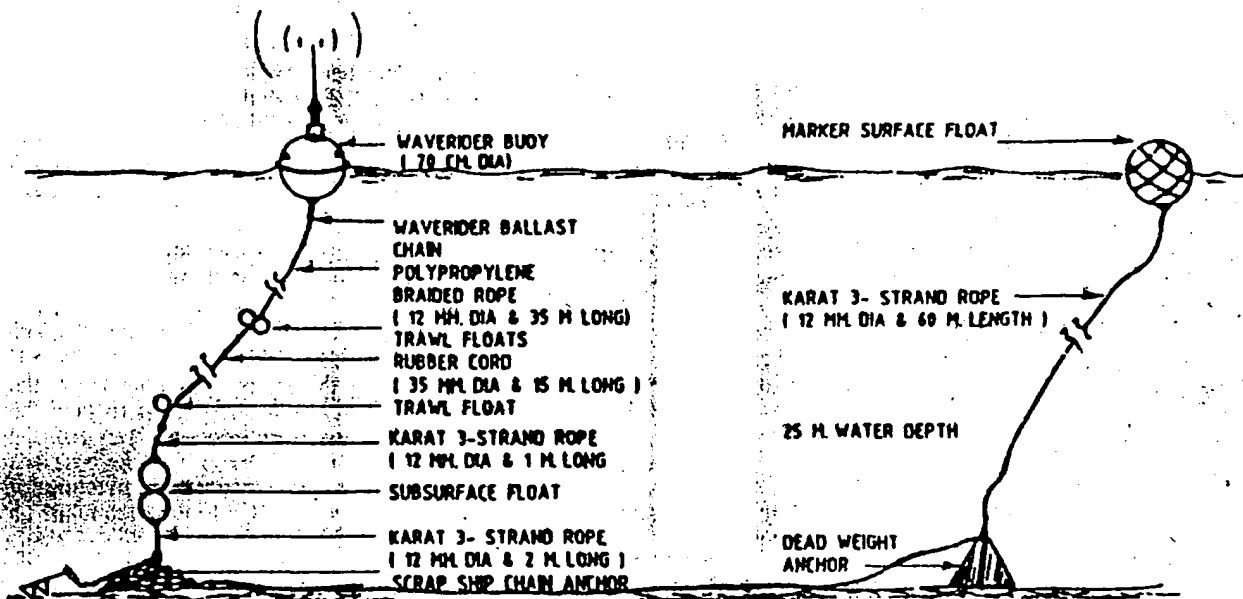 WAVERIDER BUOY
( 70 CM. DIA)
WAVERIDER BALLAST
CHAIN
POLYPROPYLENE
BRAIDED ROPE
( 12 MM. DIA & 35 M LONG)
TRAWL FLOATS
RUBBER CORD
( 35 MM. DIA & 15 M. LONG )
TRAWL FLOAT
KARAT 3-STRAND ROPE
( 12 MM. DIA & 1 M. LONG
SUBSURFACE FLOAT
KARAT 3- STRAND ROPE
( 12 MM. DIA & 2 M. LONG )
SCRAP SHIP CHAIN ANCHOR
MARKER SURFACE FLOAT
KARAT 3- STRAND ROPE
( 12 MM. DIA & 60 M. LENGTH )
25 M. WATER DEPTH
DEAD WEIGHT
ANCHOR